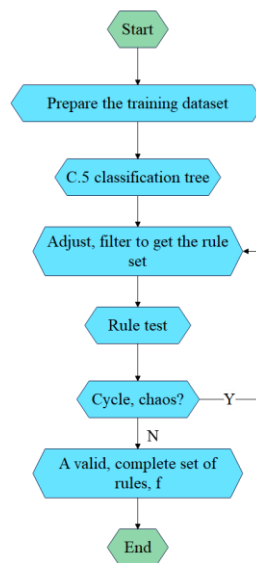 Start
Prepare the training dataset
C.5 classification tree
Adjust, filter to get the rule
set
Rule test
Cycle, chaos?
Y
N
A valid, complete set of
rules, f
End